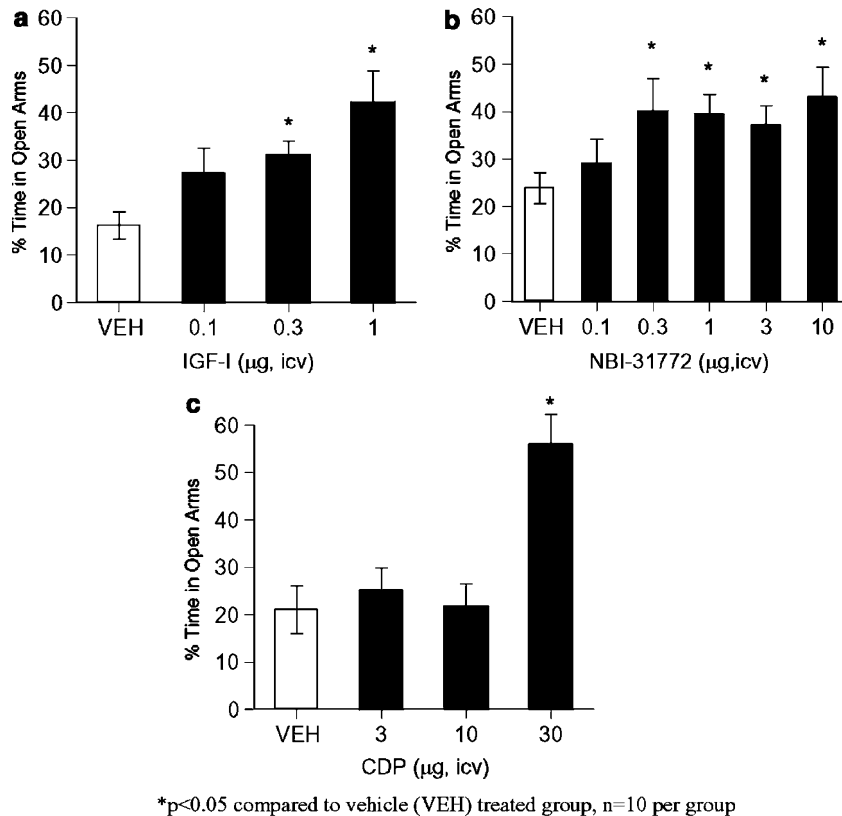 a
60
50
40
30
20
10
0
% Time in Open Arms
*
*
VEH 0.1 0.3 1
IGF-I (μg, icv)
b
60
50
40
30
20
10
0
% Time in Open Arms
* * * *
VEH 0.1 0.3 1 3 10
NBI-31772 (μg,icv)
c
60
50
40
30
20
10
0
% Time in Open Arms
*
VEH 3 10 30
CDP (μg, icv)
*p<0.05 compared to vehicle (VEH) treated group, n=10 per group